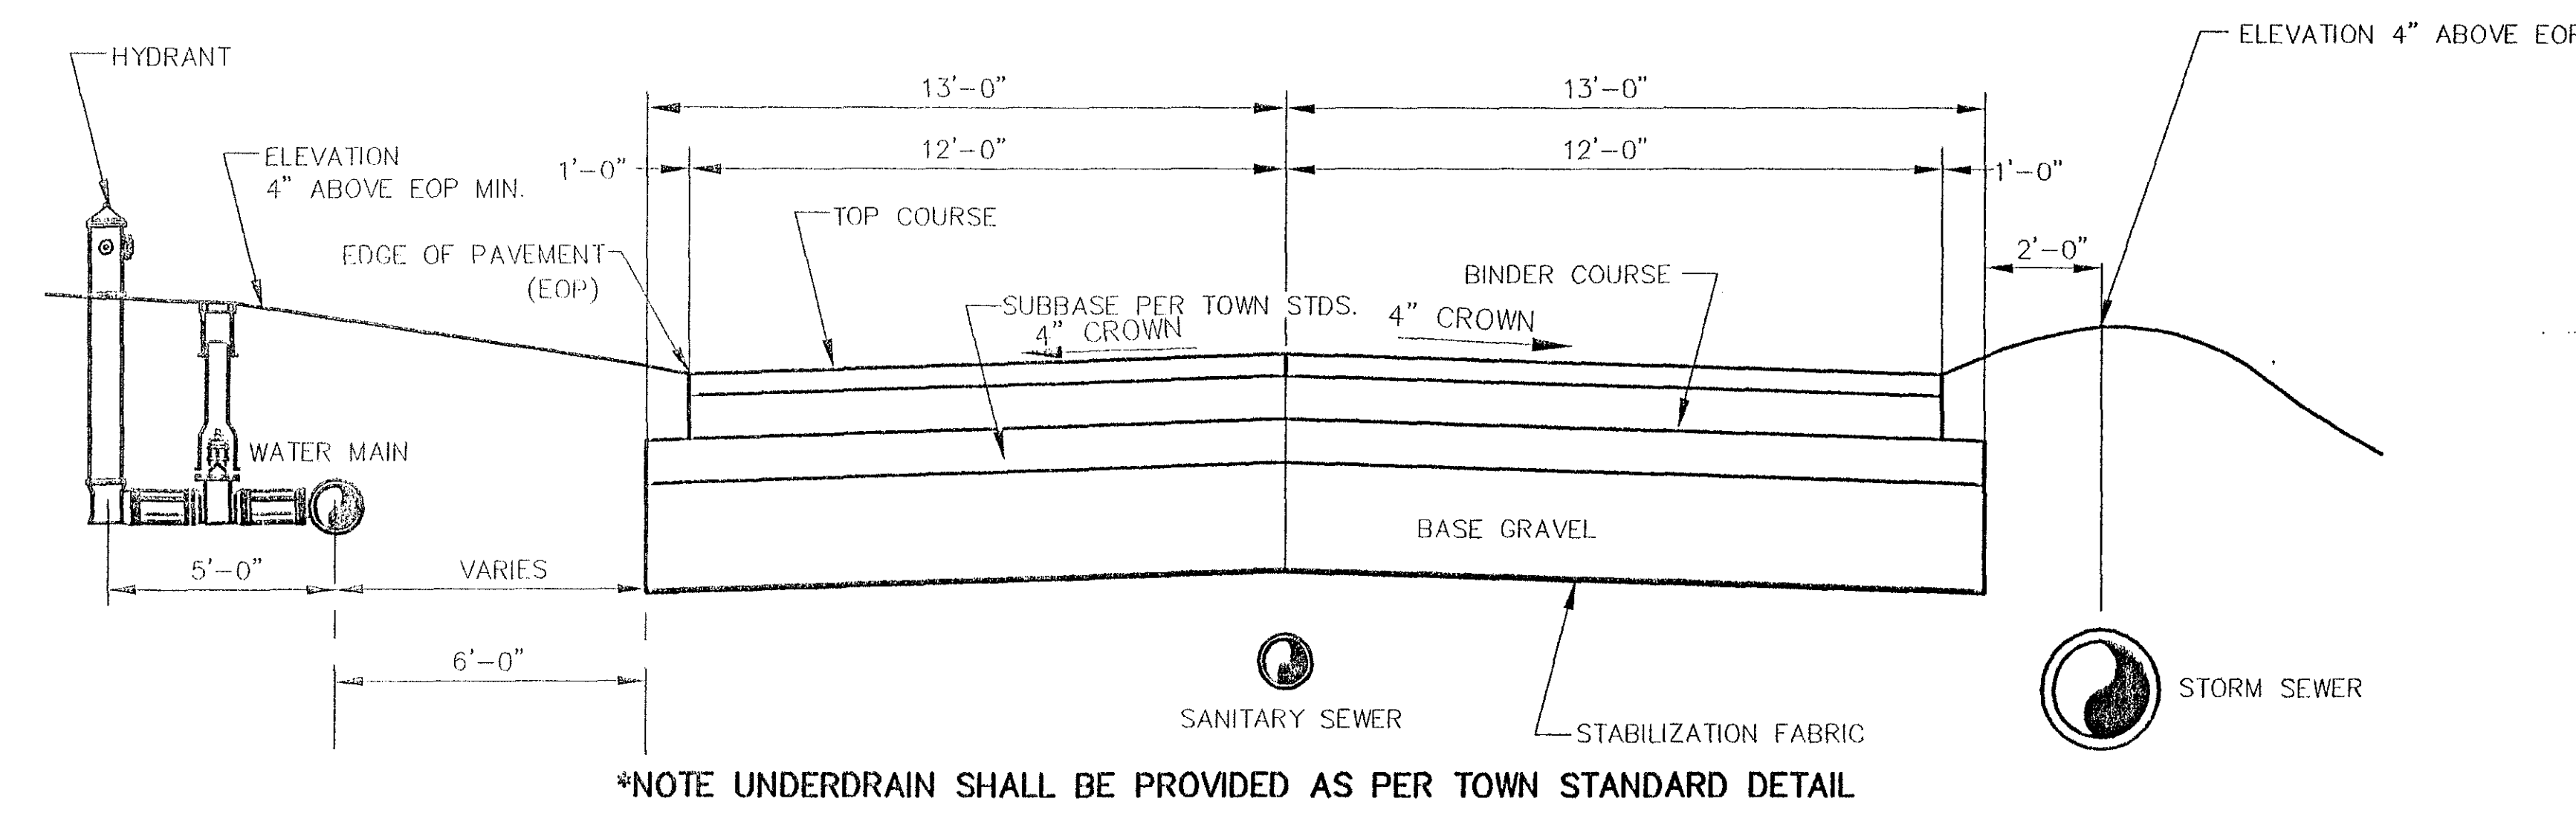 HYDRANT
ELEVATION 4” ABOVE EOP
13'-0”
13'-0”
ELEVATION
4” ABOVE EOP MIN.
1'-0”
12'-0”
12'-0”
1'-0”
TOP COURSE
EDGE OF PAVEMENT
(EOP)
2'-0”
BINDER COURSE
SUBBASE PER TOWN STDS.
4” CROWN
4” CROWN
WATER MAIN
BASE GRAVEL
5'-0”
VARIES
6'-0”
SANITARY SEWER
STORM SEWER
STABILIZATION FABRIC
*NOTE UNDERDRAIN SHALL BE PROVIDED AS PER TOWN STANDARD DETAIL